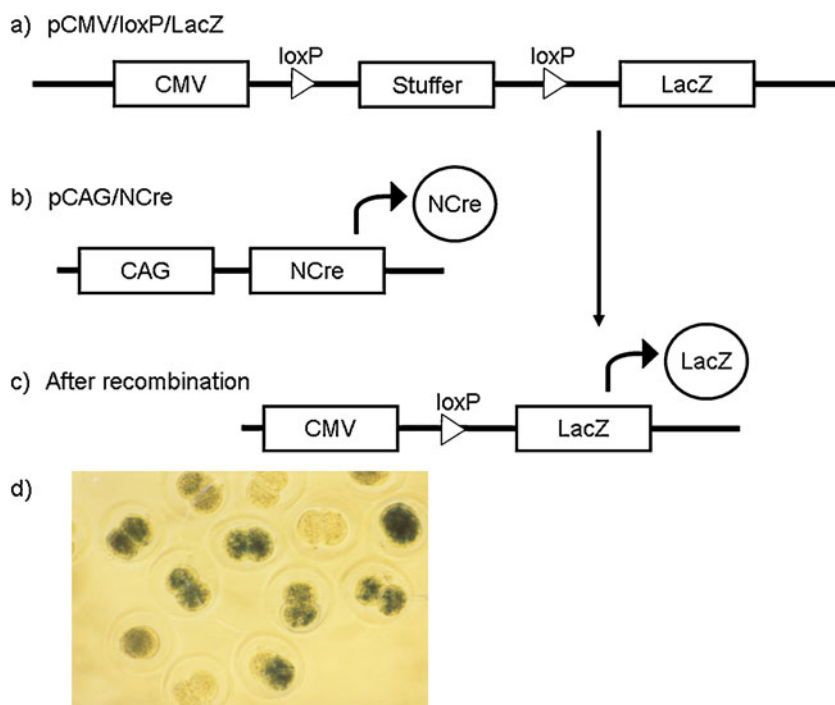 a) pCMV/loxP/LacZ
loxP loxP
CMV Stuffer LacZ
b) pCAG/NCre
NCre
CAG NCre
LacZ
c) After recombination
loxP
CMV LacZ
d)